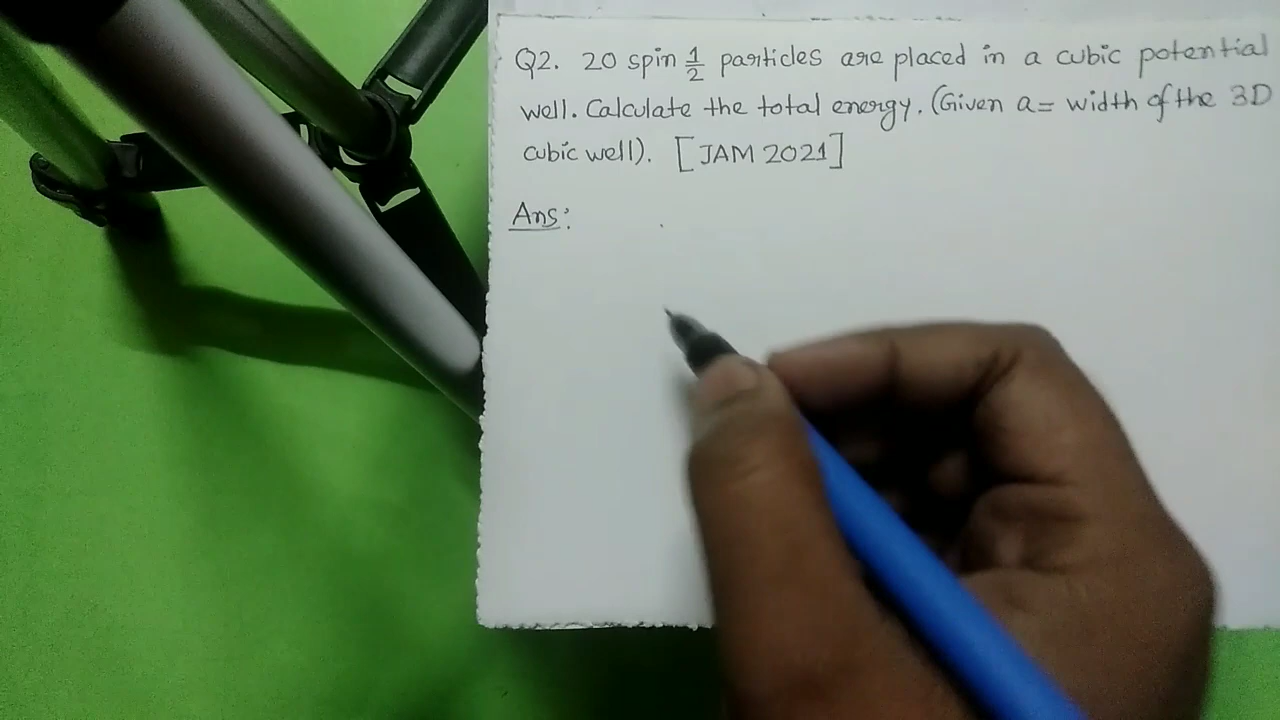 Q2. 20 spin 1/2 particles are placed in a cubic potential
well. Calculate the total energy. (Given a = width of the 3D
cubic well). [JAM 2021]
Ans: